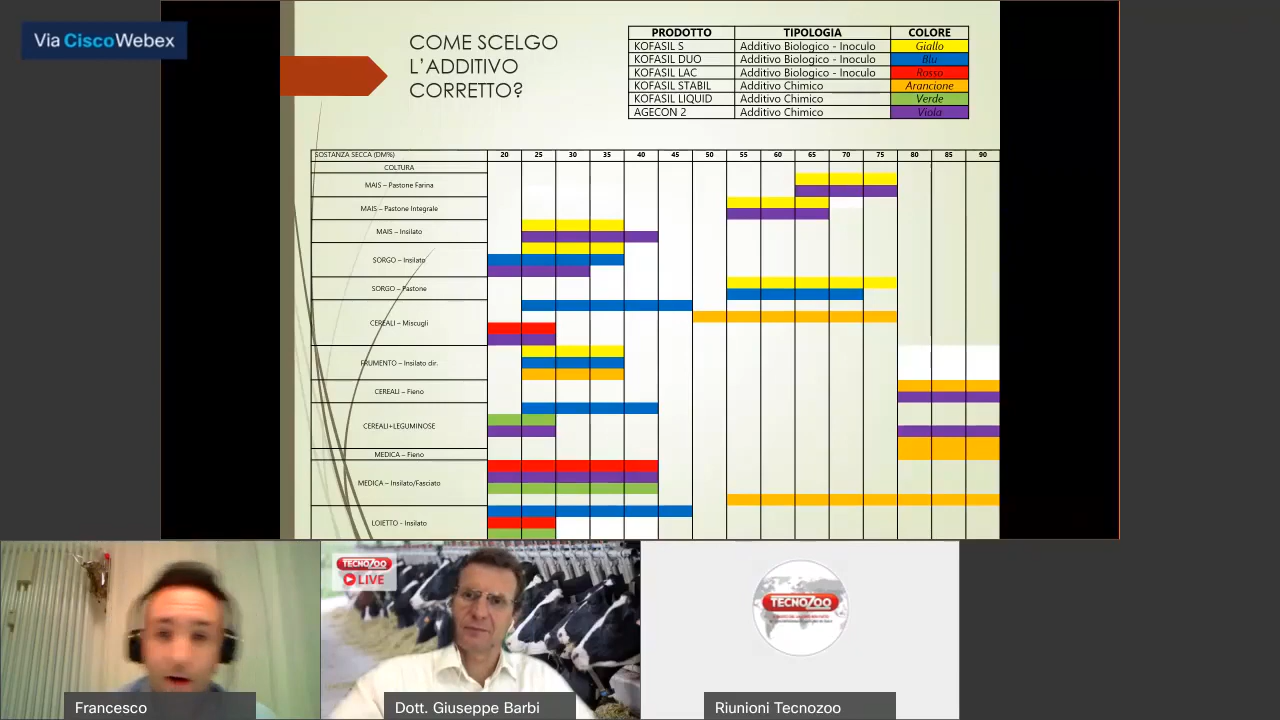 Via Cisco Webex
COME SCELGO
L'ADDITIVO
CORRETTO?
PRODOTTO TIPOLOGIA COLORE
KOFASIL S Additivo Biologico - Inoculo Giallo
KOFASIL DUO Additivo Biologico - Inoculo Blu
KOFASIL LAC Additivo Biologico - Inoculo Rosso
KOFASIL STABIL Additivo Chimico Arancione
KOFASIL LIQUID Additivo Chimico Verde
AGECON 2 Additivo Chimico Viola
SOSTANZA SECCA (DM%) 20 25 30 35 40 45 50 55 60 65 70 75 80 85 90
COLTURA
MAIS – Pastone Farina
MAIS – Pastone Integrale
MAIS – Insilato
SORGO – Insilato
SORGO – Pastone
CEREALI – Miscugli
FRUMENTO – Insilato dir.
CEREALI – Fieno
CEREALI+LEGUMINOSE
MEDICA – Fieno
MEDICA – Insilato/Fasciato
LOIETTO - Insilato
TECNOZOO
LIVE
TECNOZOO
Francesco
Dott. Giuseppe Barbi
Riunioni Tecnozoo